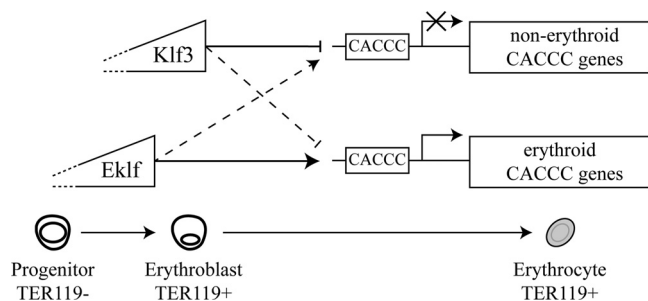 Klf3
CACCC
non-erythroid
CACCC genes
Eklf
CACCC
erythroid
CACCC genes
Progenitor
TER119-
Erythroblast
TER119+
Erythrocyte
TER119+